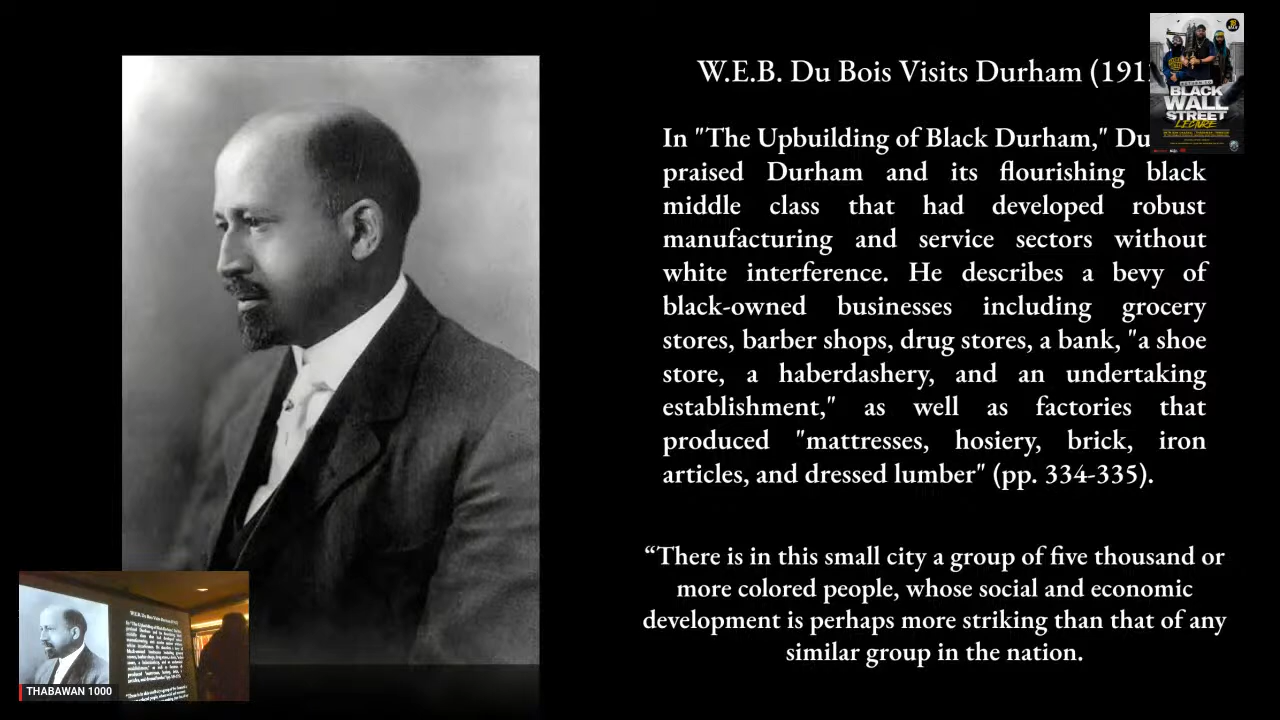 W.E.B. Du Bois Visits Durham (191
In "The Upbuilding of Black Durham," Du
praised Durham and its flourishing black
middle class that had developed robust
manufacturing and service sectors without
white interference. He describes a bevy of
black-owned businesses including grocery
stores, barber shops, drug stores, a bank, "a shoe
store, a haberdashery, and an undertaking
establishment," as well as factories that
produced "mattresses, hosiery, brick, iron
articles, and dressed lumber" (pp. 334-335).
“There is in this small city a group of five thousand or
more colored people, whose social and economic
development is perhaps more striking than that of any
similar group in the nation.
BLACK
WALL
STREET
LECTURE
THABAWAN 1000